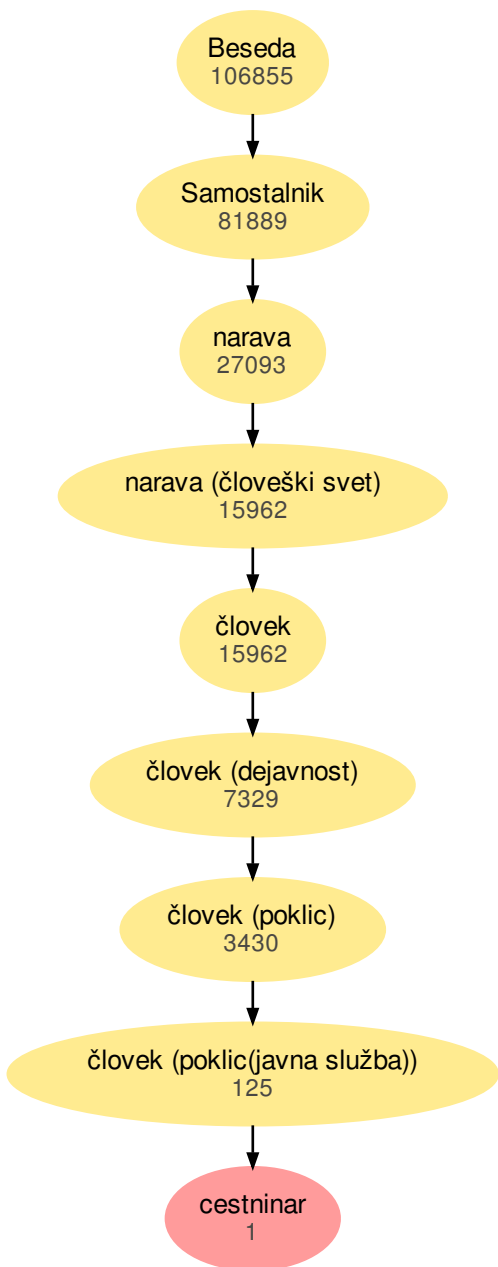 Beseda
106855
Samostalnik
81889
narava
27093
narava (človeški svet)
15962
človek
15962
človek (dejavnost)
7329
človek (poklic)
3430
človek (poklic(javna služba))
125
cestninar
1